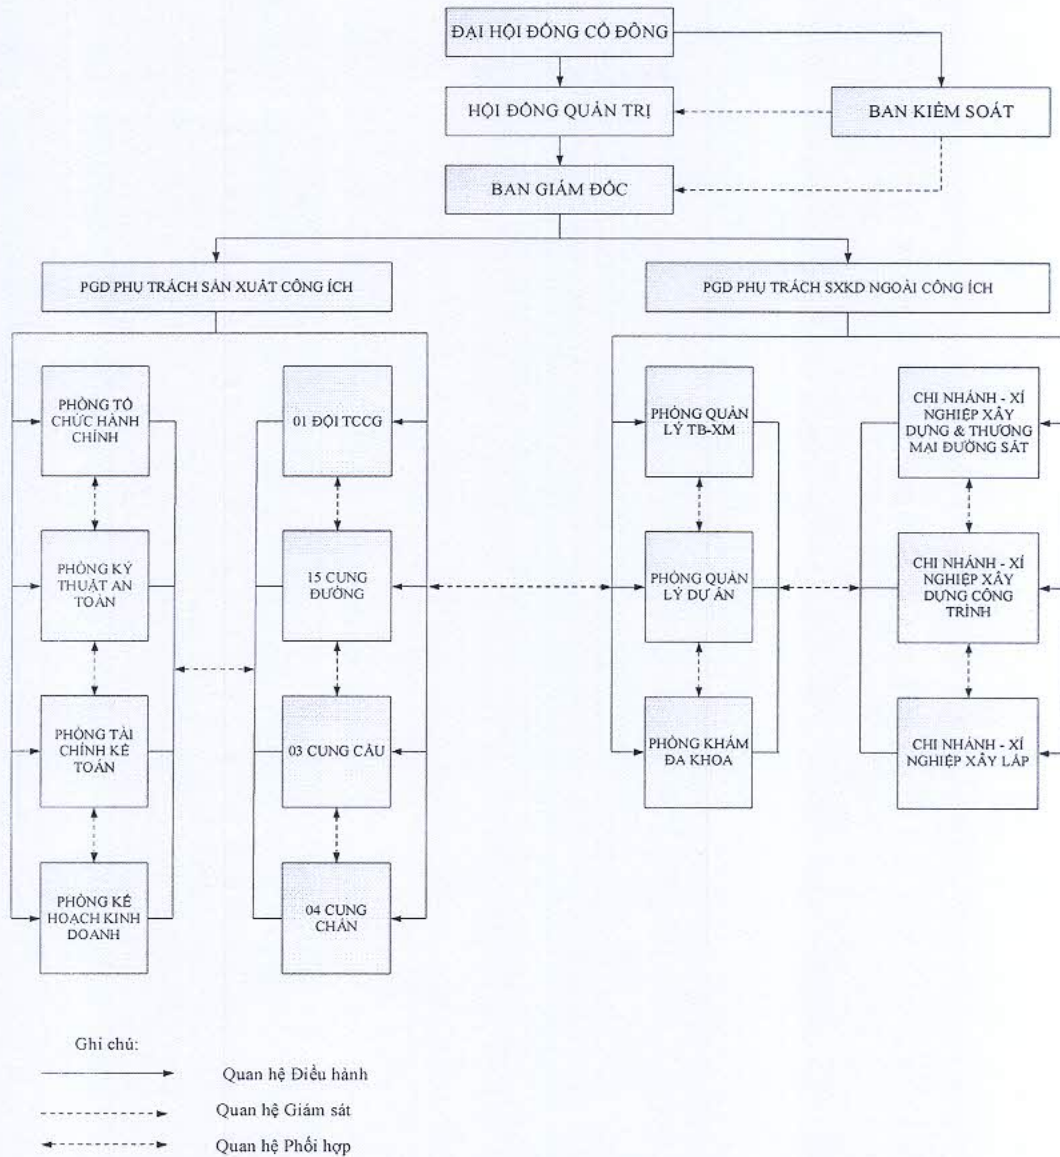 ĐẠI HỘI ĐỒNG CỔ ĐÔNG
HỘI ĐỒNG QUẢN TRỊ
BAN KIỂM SOÁT
BAN GIÁM ĐỐC
PGD PHỤ TRÁCH SẢN XUẤT CÔNG ÍCH
PGD PHỤ TRÁCH SXKD NGOÀI CÔNG ÍCH
PHÒNG TỔ
CHỨC HÀNH
CHÍNH
PHÒNG KỸ
THUẬT AN
TOÀN
PHÒNG TÀI
CHÍNH KẾ
TOÁN
PHÒNG KẾ
HOẠCH KINH
DOANH
01 ĐỘI TCCG
15 CUNG
ĐƯỜNG
03 CUNG CẦU
04 CUNG
CHẮN
PHÒNG QUẢN
LÝ TB-XM
PHÒNG QUẢN
LÝ DỰ ÁN
PHÒNG KHÁM
ĐA KHOA
CHI NHÁNH - XÍ
NGHIỆP XÂY
DỰNG & THƯƠNG
MẠI ĐƯỜNG SẮT
CHI NHÁNH - XÍ
NGHIỆP XÂY
DỰNG CÔNG
TRÌNH
CHI NHÁNH - XÍ
NGHIỆP XÂY LẮP
Ghi chú:
Quan hệ Điều hành
Quan hệ Giám sát
Quan hệ Phối hợp